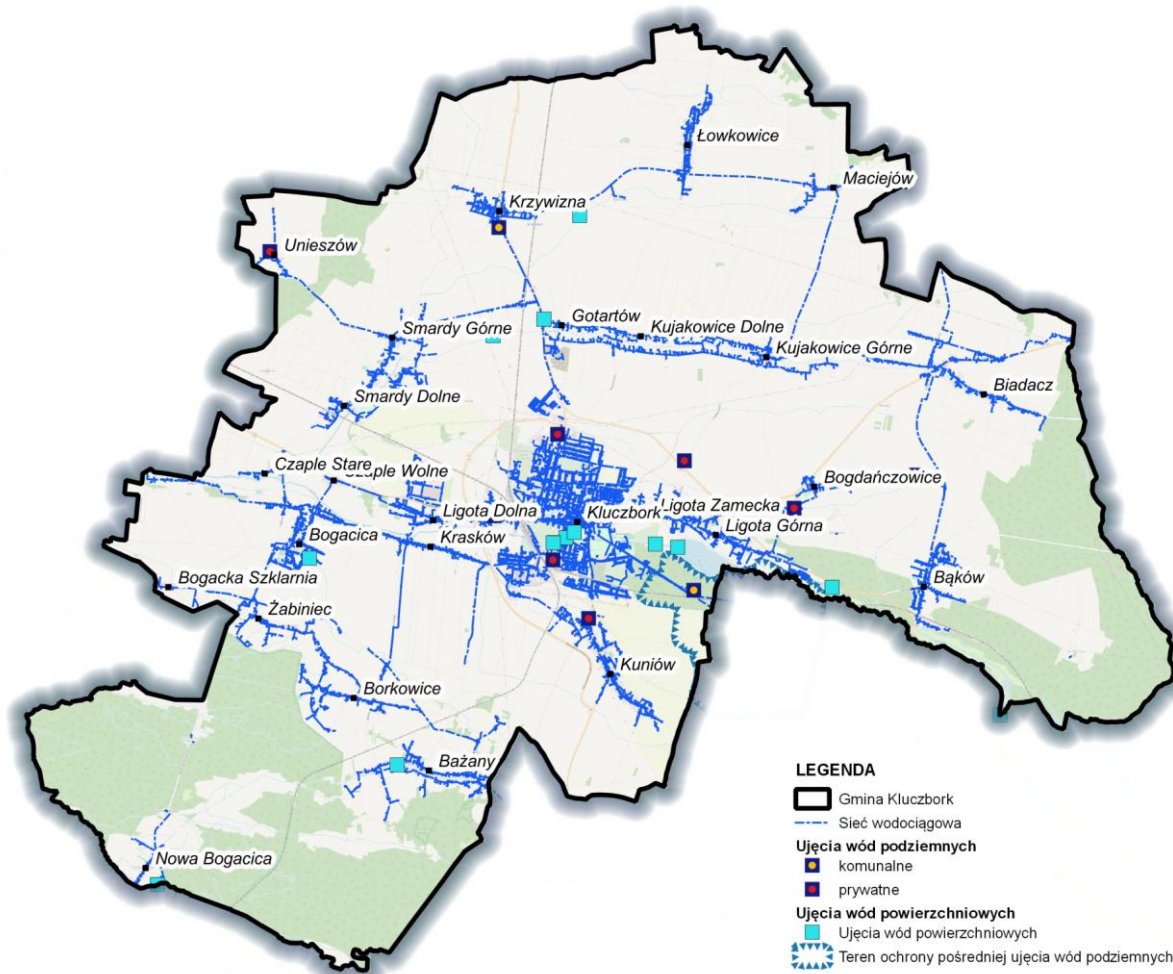 Łowkowice
Maciejów
Krzywizna
Unieszów
Gotartów
Smardy Górne
Kujakowice Dolne
Kujakowice Górne
Biadacz
Smardy Dolne
Czaple Stare
Czaple Wolne
Bogdańczowice
Ligota Dolna
Kluczbork
Ligota Zamecka
Ligota Górna
Bogacica
Krasków
Bogacka Szklarnia
Bąków
Żabiniec
Kuniów
Borkowice
Bażany
Nowa Bogacica
LEGENDA
Gmina Kluczbork
Sieć wodociągowa
Ujęcia wód podziemnych
komunalne
prywatne
Ujęcia wód powierzchniowych
Ujęcia wód powierzchniowych
Teren ochrony pośredniej ujęcia wód podziemnych